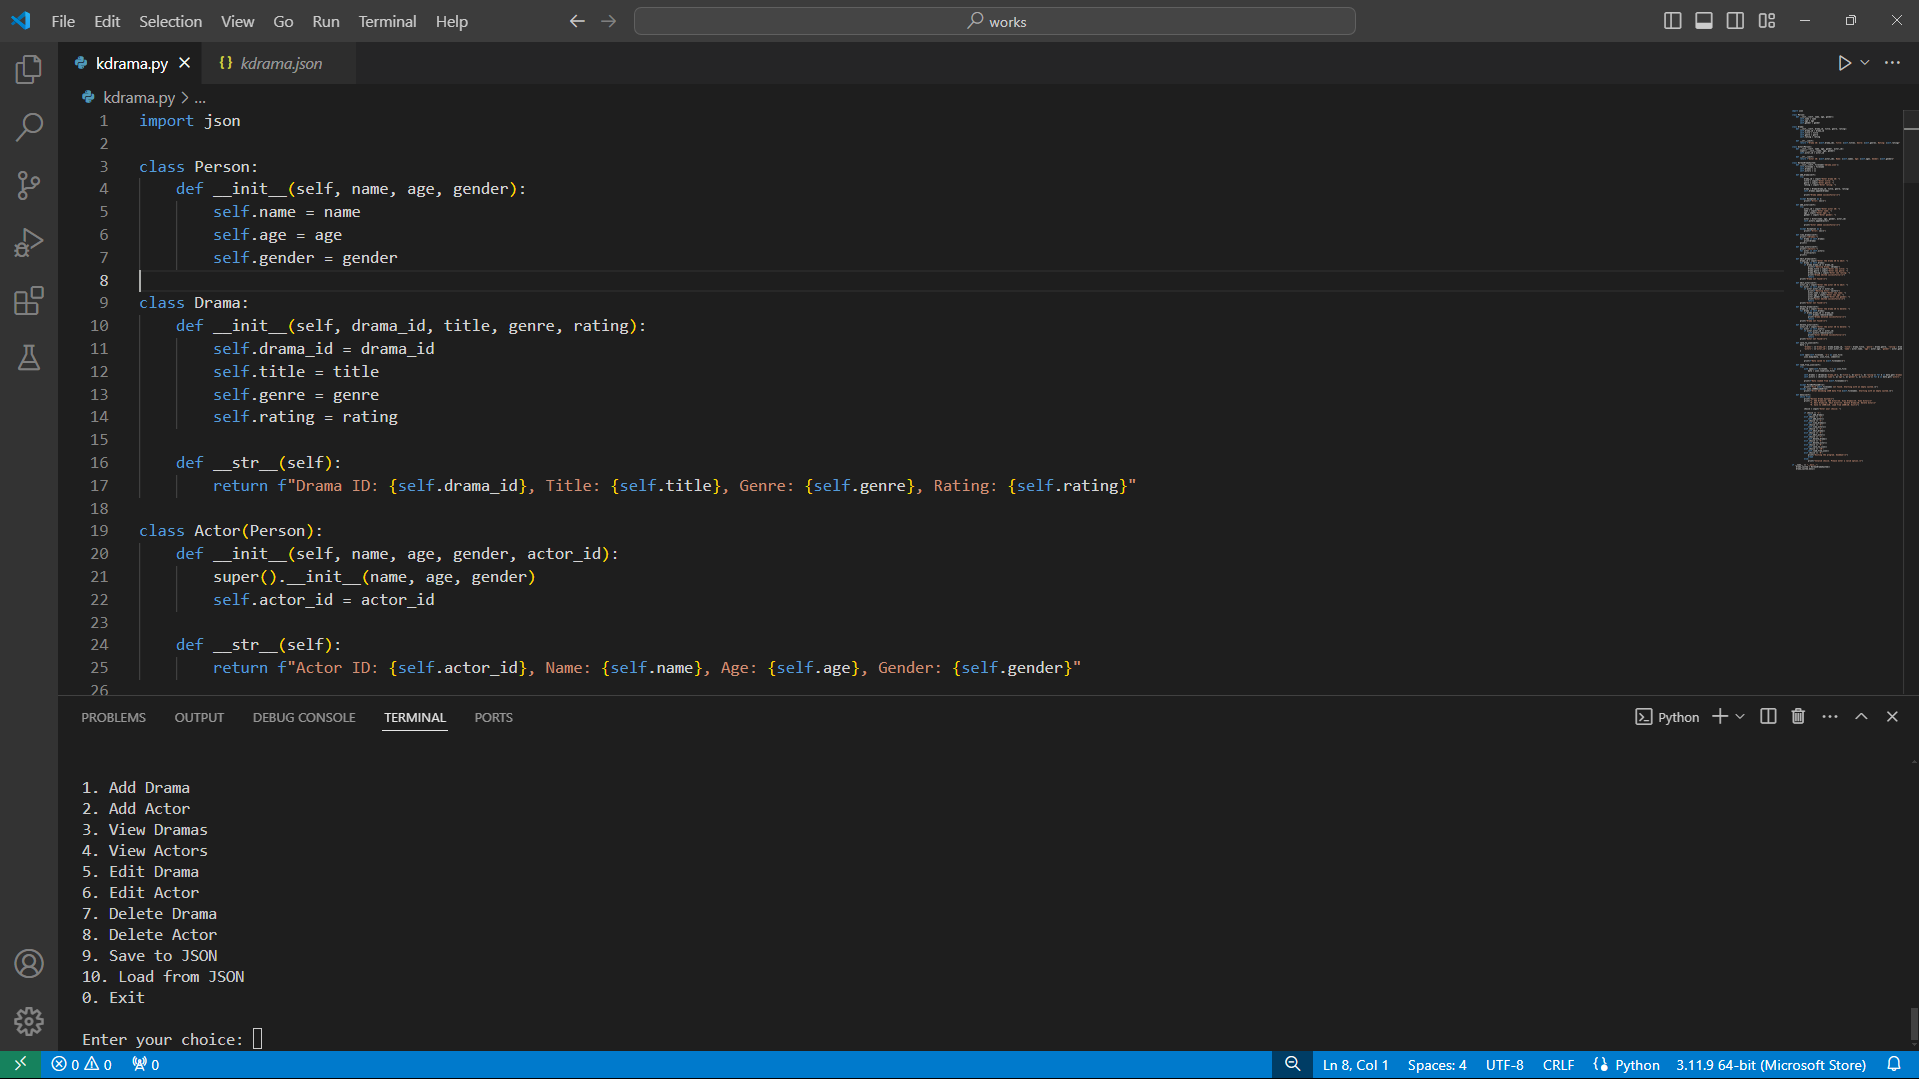 File Edit Selection View Go Run Terminal Help
works
kdrama.py
{} kdrama.json
kdrama.py > ...
1 import json
2
3 class Person:
4 def __init__(self, name, age, gender):
5 self.name = name
6 self.age = age
7 self.gender = gender
8
9 class Drama:
10 def __init__(self, drama_id, title, genre, rating):
11 self.drama_id = drama_id
12 self.title = title
13 self.genre = genre
14 self.rating = rating
15
16 def __str__(self):
17 return f"Drama ID: {self.drama_id}, Title: {self.title}, Genre: {self.genre}, Rating: {self.rating}"
18
19 class Actor(Person):
20 def __init__(self, name, age, gender, actor_id):
21 super().__init__(name, age, gender)
22 self.actor_id = actor_id
23
24 def __str__(self):
25 return f"Actor ID: {self.actor_id}, Name: {self.name}, Age: {self.age}, Gender: {self.gender}"
26
PROBLEMS OUTPUT DEBUG CONSOLE TERMINAL PORTS
Python
1. Add Drama
2. Add Actor
3. View Dramas
4. View Actors
5. Edit Drama
6. Edit Actor
7. Delete Drama
8. Delete Actor
9. Save to JSON
10. Load from JSON
0. Exit
Enter your choice:
0 0 0
Ln 8, Col 1 Spaces: 4 UTF-8 CRLF Python 3.11.9 64-bit (Microsoft Store)